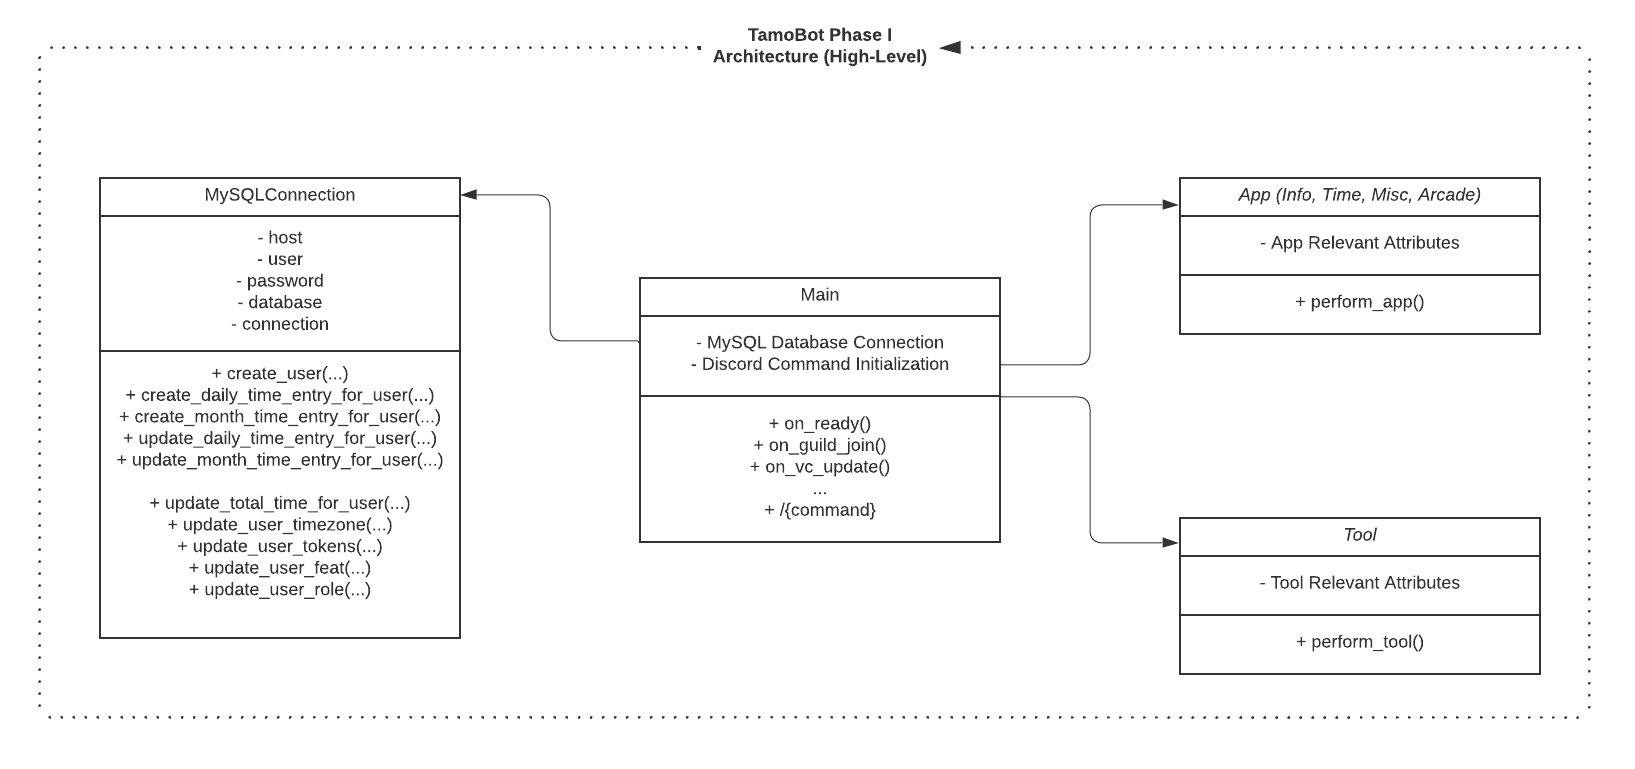 TamoBot Phase I
Architecture (High-Level)
MySQLConnection
- host
- user
- password
- database
- connection
+ create_user(...)
+ create_daily_time_entry_for_user(...)
+ create_month_time_entry_for_user(...)
+ update_daily_time_entry_for_user(...)
+ update_month_time_entry_for_user(...)
+ update_total_time_for_user(...)
+ update_user_timezone(...)
+ update_user_tokens(...)
+ update_user_feat(...)
+ update_user_role(...)
Main
- MySQL Database Connection
- Discord Command Initialization
+ on_ready()
+ on_guild_join()
+ on_vc_update()
...
+ /{command}
App (Info, Time, Misc, Arcade)
- App Relevant Attributes
+ perform_app()
Tool
- Tool Relevant Attributes
+ perform_tool()